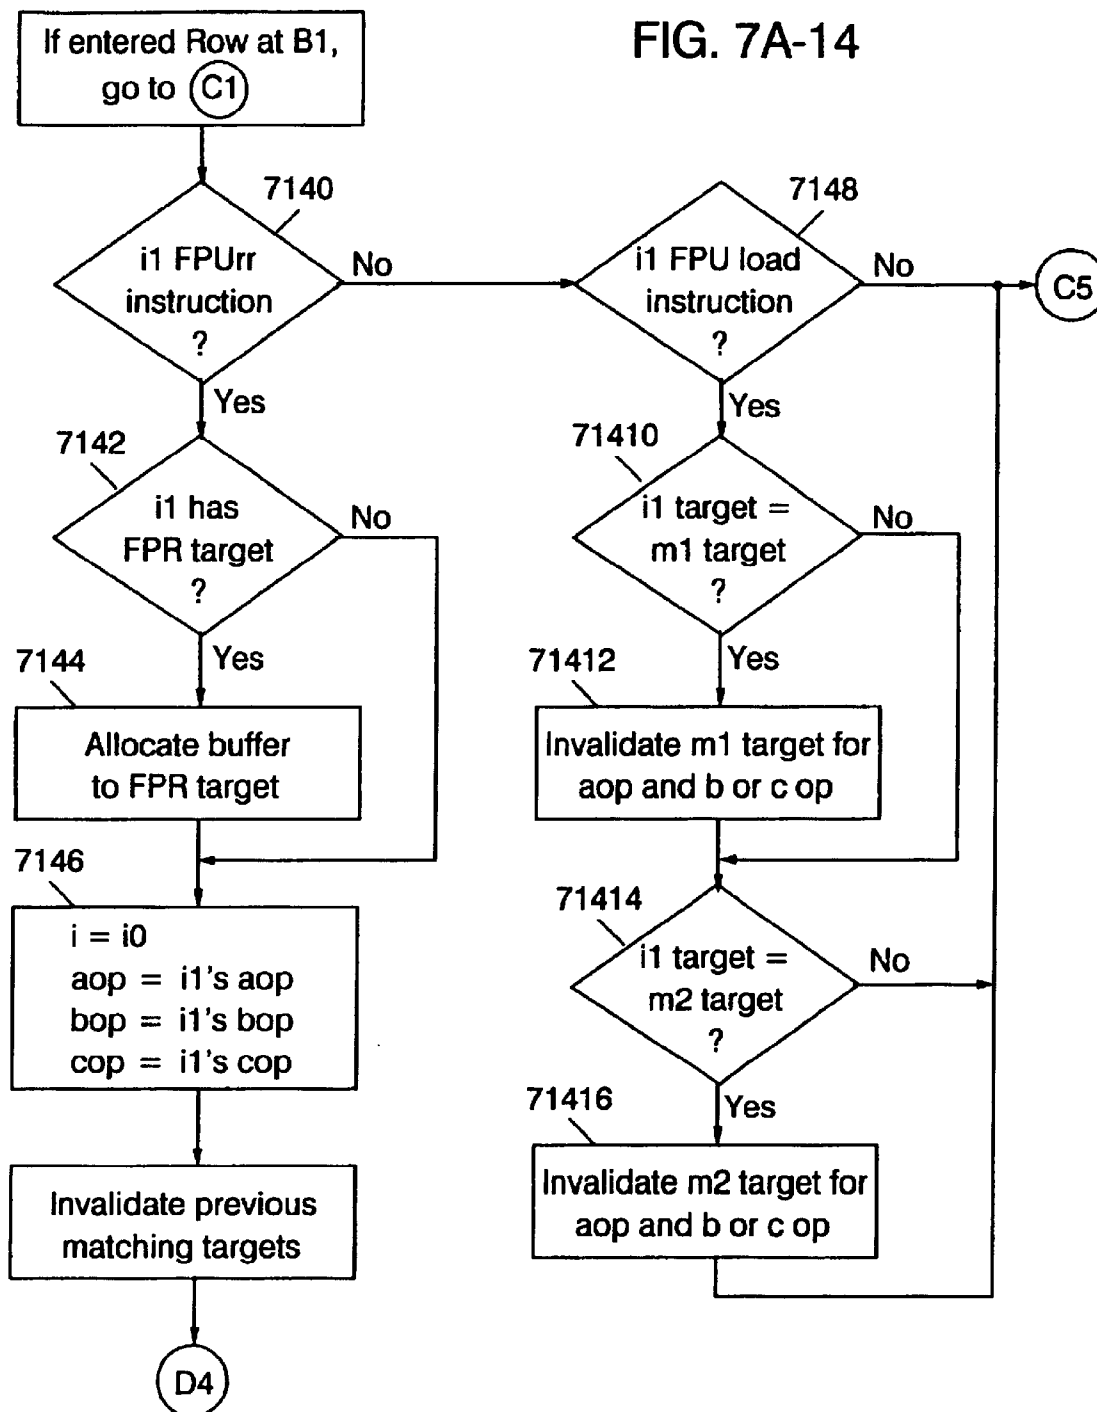 FIG. 7A-14
If entered Row at B1,
go to C1
7140
i1 FPUrr
instruction
?
No
Yes
7148
i1 FPU load
instruction
?
No
C5
Yes
7142
i1 has
FPR target
?
No
Yes
71410
i1 target =
m1 target
?
No
Yes
7144
Allocate buffer
to FPR target
71412
Invalidate m1 target for
aop and b or c op
7146
i = i0
aop = i1's aop
bop = i1's bop
cop = i1's cop
71414
i1 target =
m2 target
?
No
Yes
Invalidate previous
matching targets
71416
Invalidate m2 target for
aop and b or c op
D4